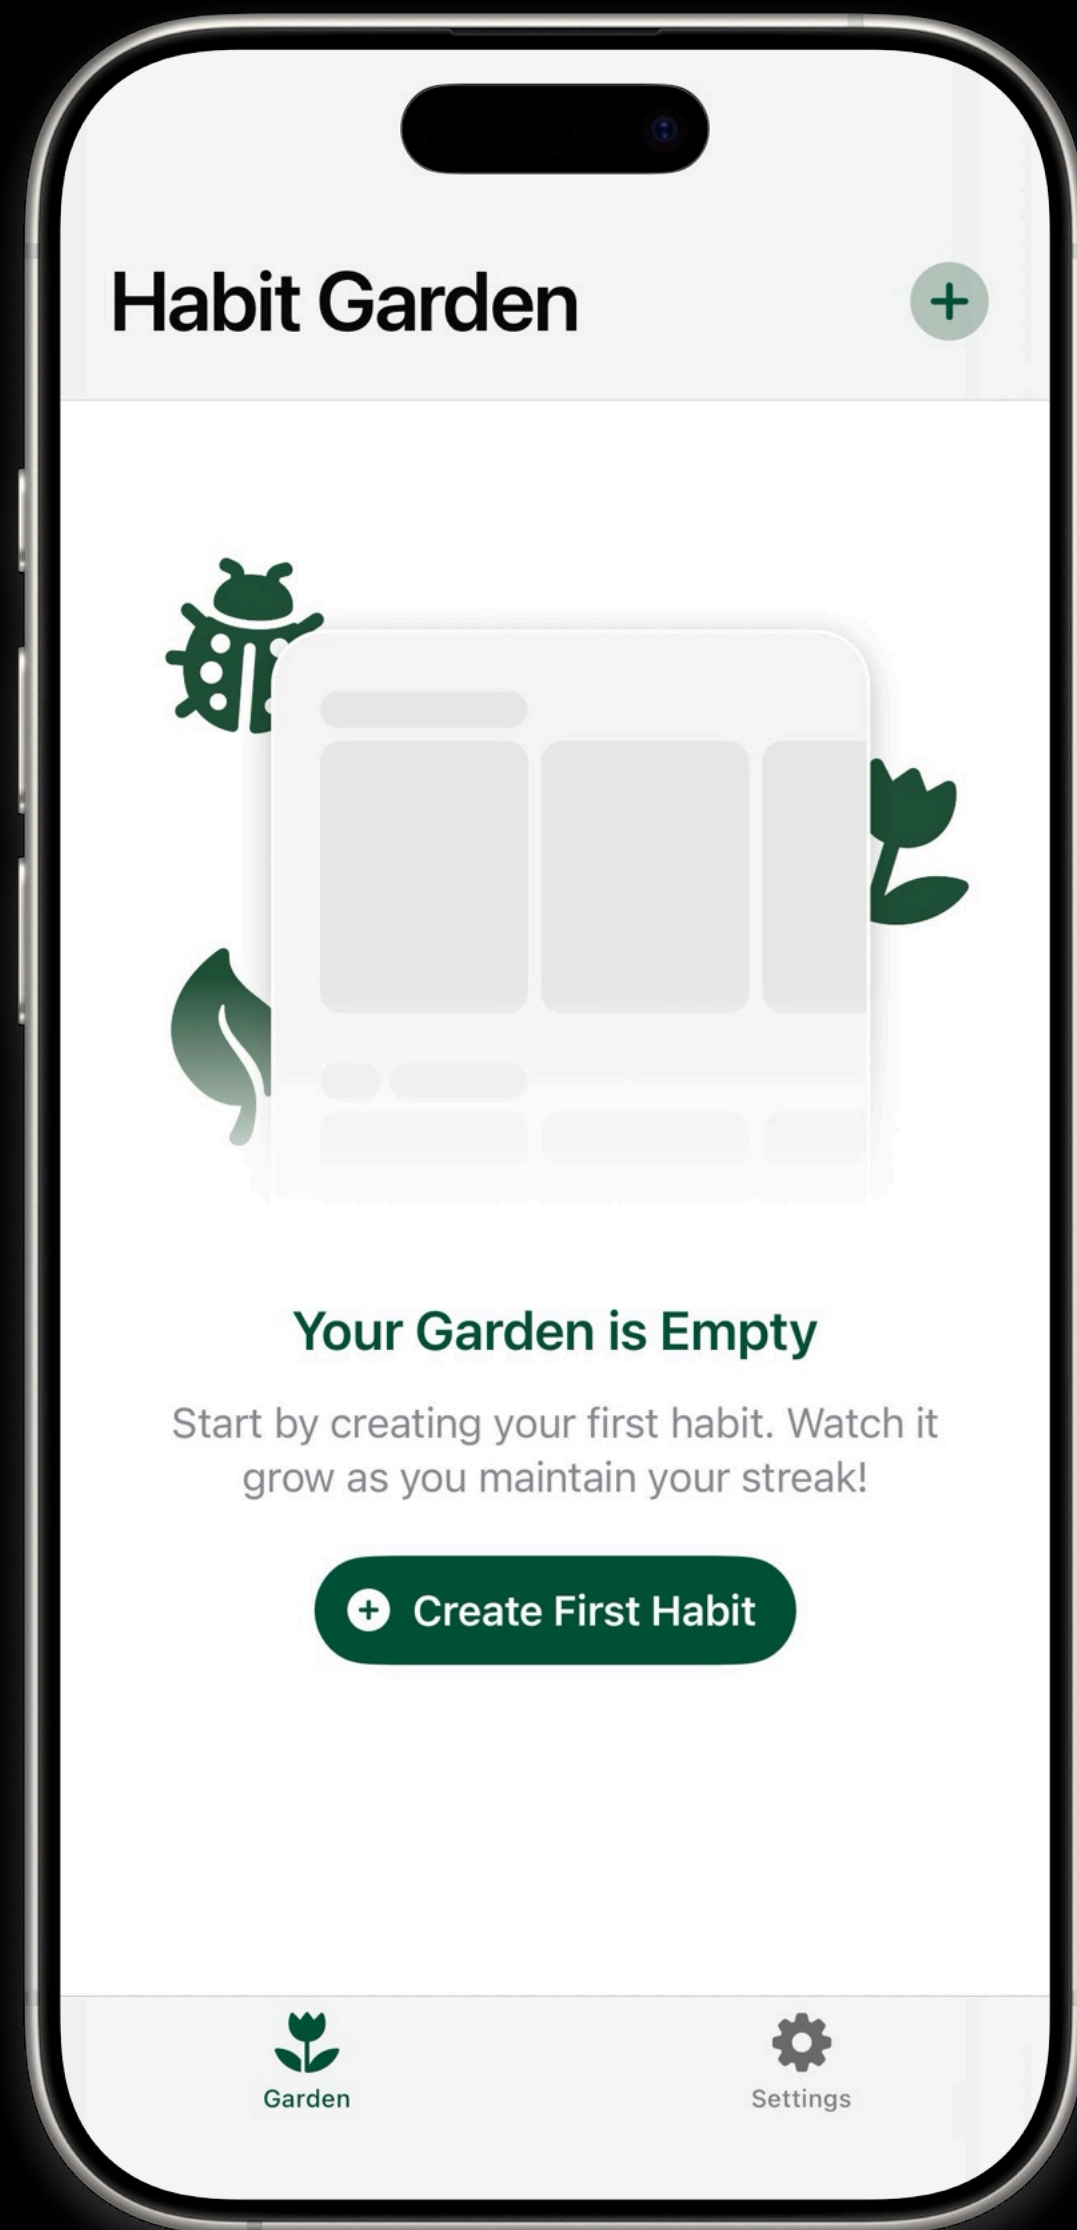 Habit Garden
Your Garden is Empty
Start by creating your first habit. Watch it
grow as you maintain your streak!
Create First Habit
Garden
Settings